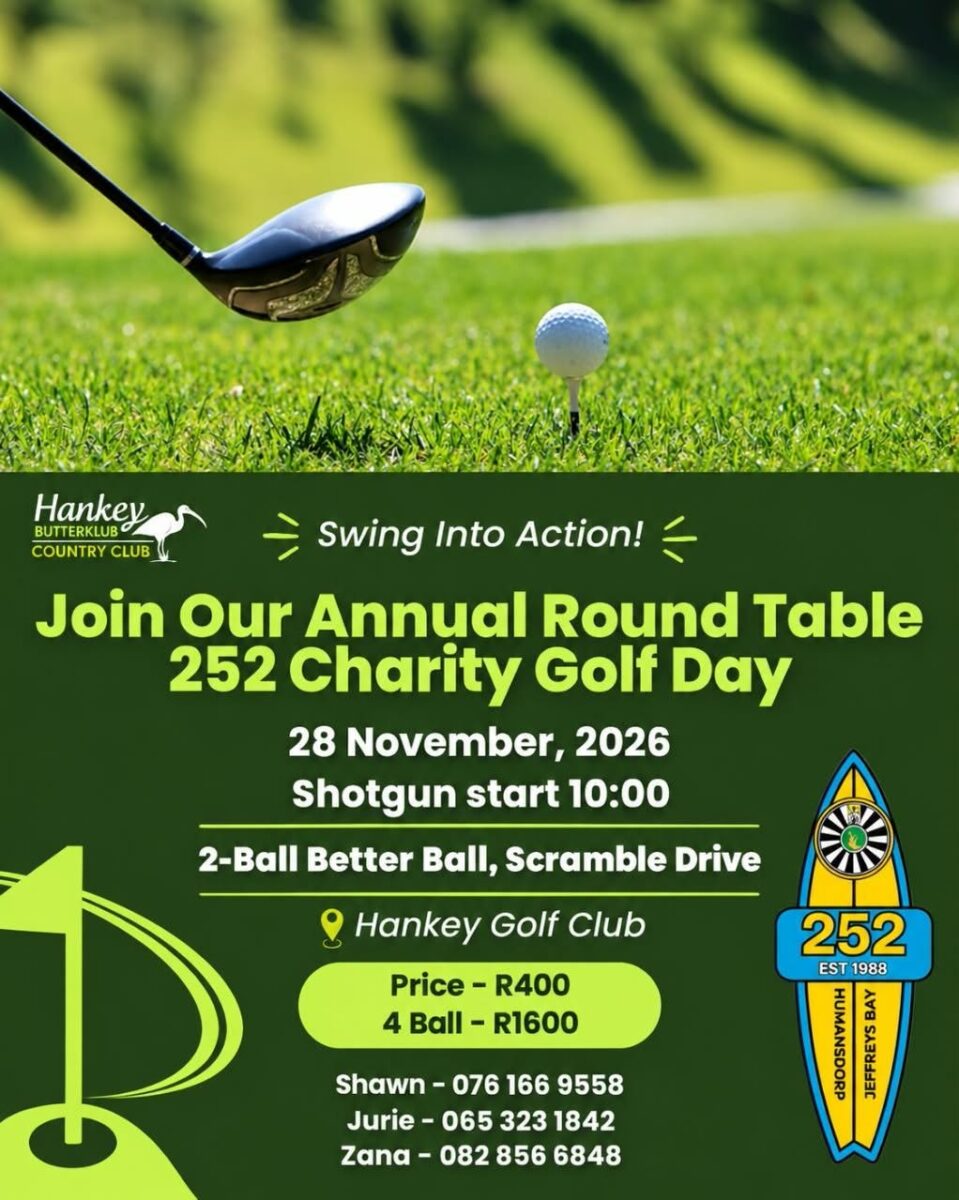 Hankey
BUTTERKLUB
COUNTRY CLUB
Swing Into Action!
Join Our Annual Round Table
252 Charity Golf Day
28 November, 2026
Shotgun start 10:00
2-Ball Better Ball, Scramble Drive
Hankey Golf Club
Price - R400
4 Ball - R1600
Shawn - 076 166 9558
Jurie - 065 323 1842
Zana - 082 856 6848
252
EST 1988
HUMANSDORP
JEFFREYS BAY